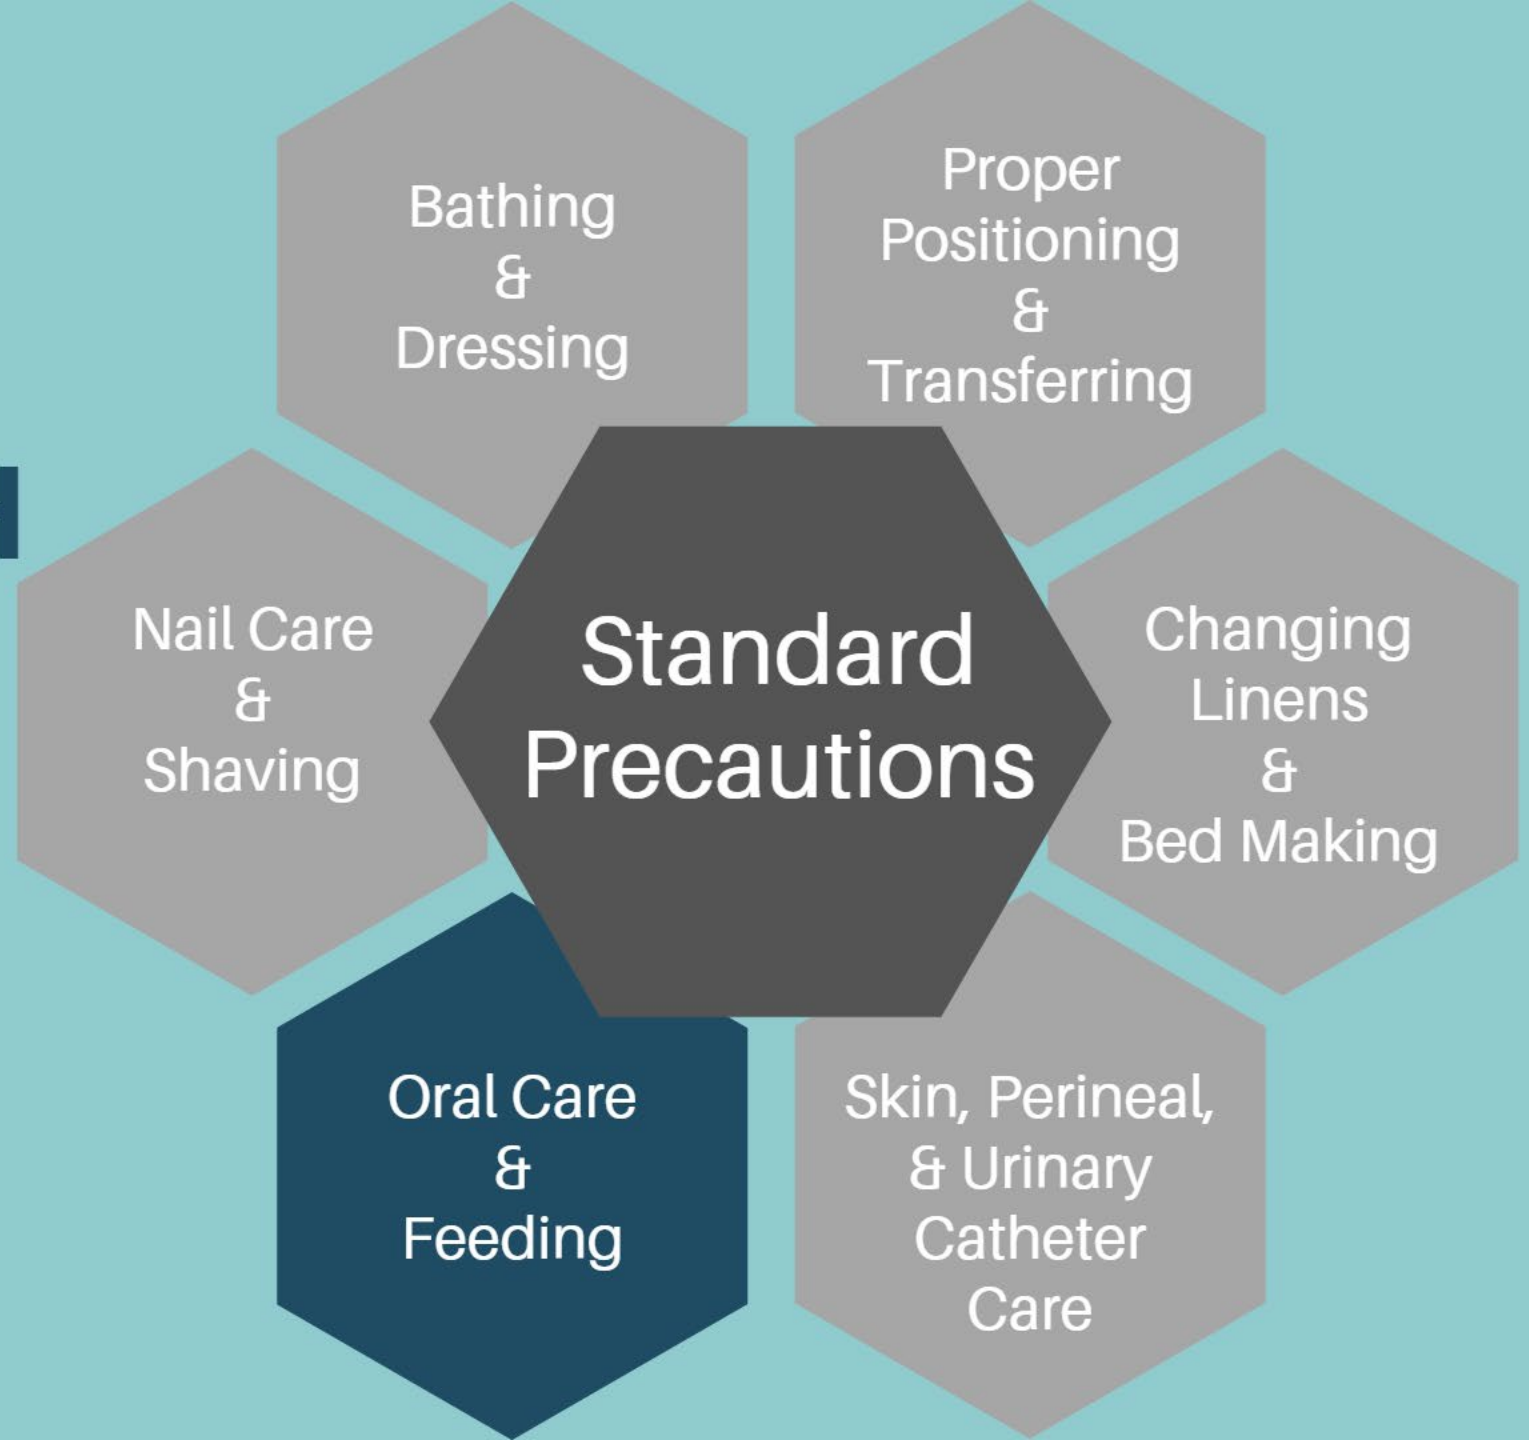 Bathing
&
Dressing
Proper
Positioning
&
Transferring
Nail Care
&
Shaving
Standard
Precautions
Changing
Linens
&
Bed Making
Oral Care
&
Feeding
Skin, Perineal,
& Urinary
Catheter
Care